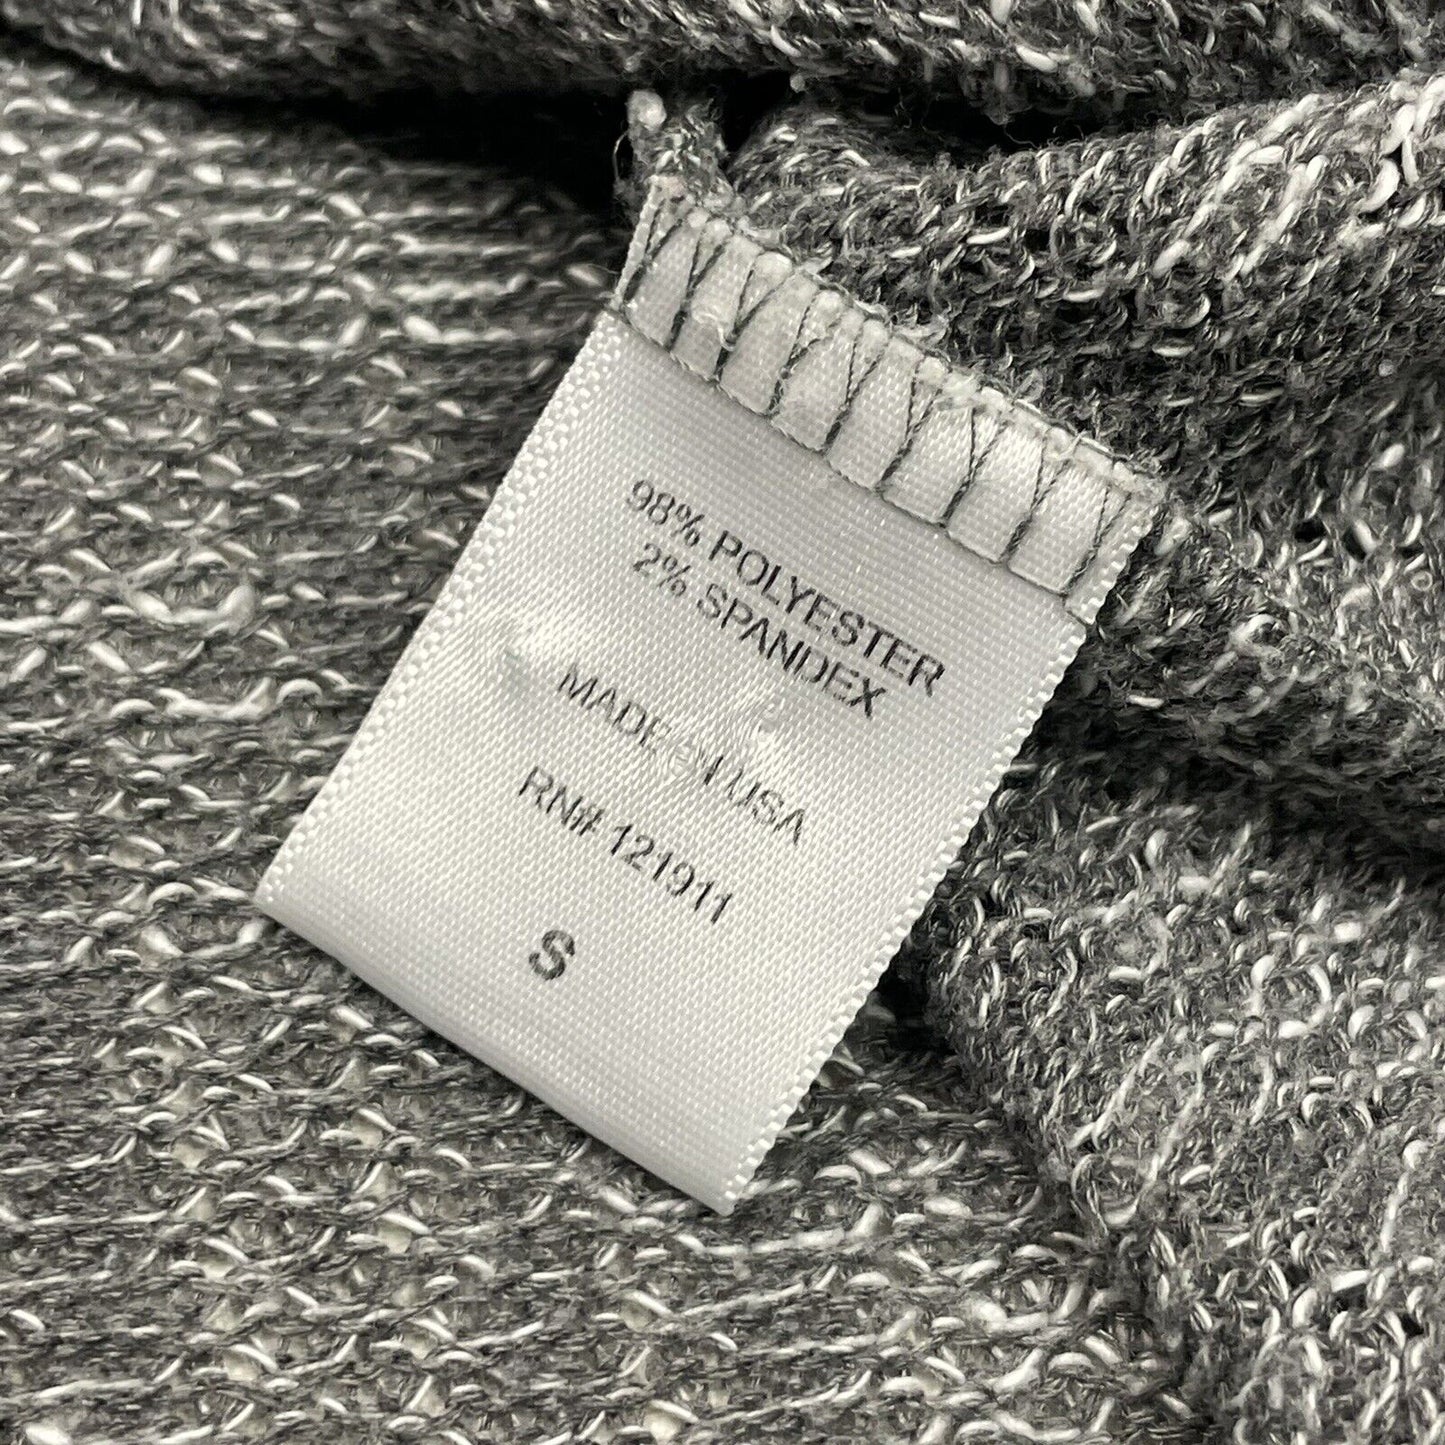 98% POLYESTER
2% SPANDEX
MADE IN USA
RN# 121911
S